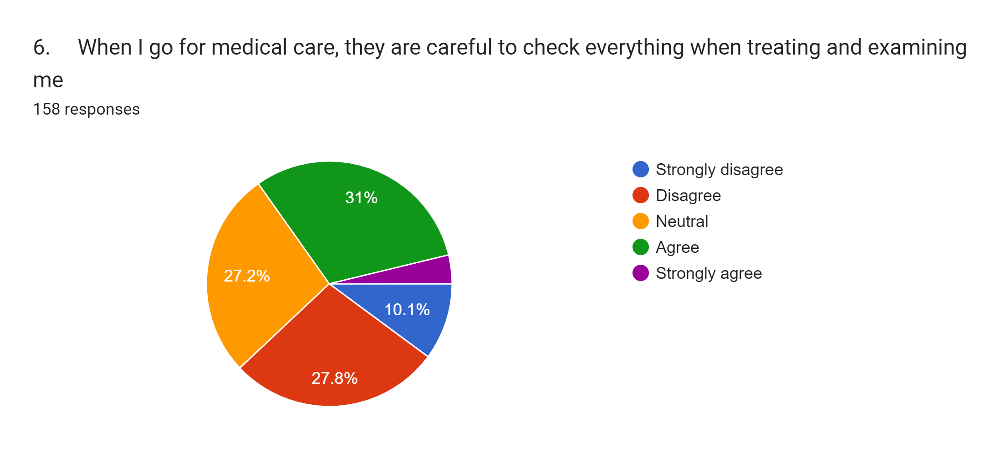 6. When I go for medical care, they are careful to check everything when treating and examining
me
158 responses
31%
27.2%
10.1%
27.8%
Strongly disagree
Disagree
Neutral
Agree
Strongly agree